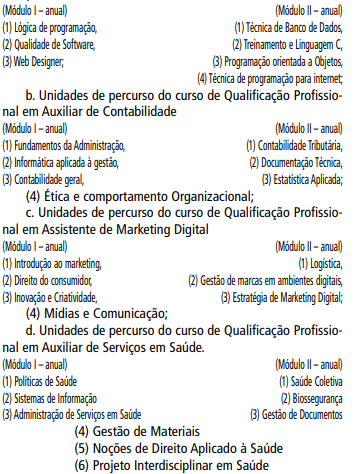 (Módulo I – anual) (Módulo II – anual)
(1) Lógica de programação, (1) Técnica de Banco de Dados,
(2) Qualidade de Software, (2) Treinamento e Linguagem C,
(3) Web Designer; (3) Programação orientada a Objetos,
(4) Técnica de programação para internet;
b. Unidades de percurso do curso de Qualificação Profissio-
nal em Auxiliar de Contabilidade
(Módulo I – anual) (Módulo II – anual)
(1) Fundamentos da Administração, (1) Contabilidade Tributária,
(2) Informática aplicada à gestão, (2) Documentação Técnica,
(3) Contabilidade geral, (3) Estatística Aplicada;
(4) Ética e comportamento Organizacional;
c. Unidades de percurso do curso de Qualificação Profissio-
nal em Assistente de Marketing Digital
(Módulo I – anual) (Módulo II – anual)
(1) Introdução ao marketing, (1) Logística,
(2) Direito do consumidor, (2) Gestão de marcas em ambientes digitais,
(3) Inovação e Criatividade, (3) Estratégia de Marketing Digital;
(4) Mídias e Comunicação;
d. Unidades de percurso do curso de Qualificação Profissio-
nal em Auxiliar de Serviços em Saúde.
(Módulo I – anual) (Módulo II – anual)
(1) Políticas de Saúde (1) Saúde Coletiva
(2) Sistemas de Informação (2) Biossegurança
(3) Administração de Serviços em Saúde (3) Gestão de Documentos
(4) Gestão de Materiais
(5) Noções de Direito Aplicado à Saúde
(6) Projeto Interdisciplinar em Saúde